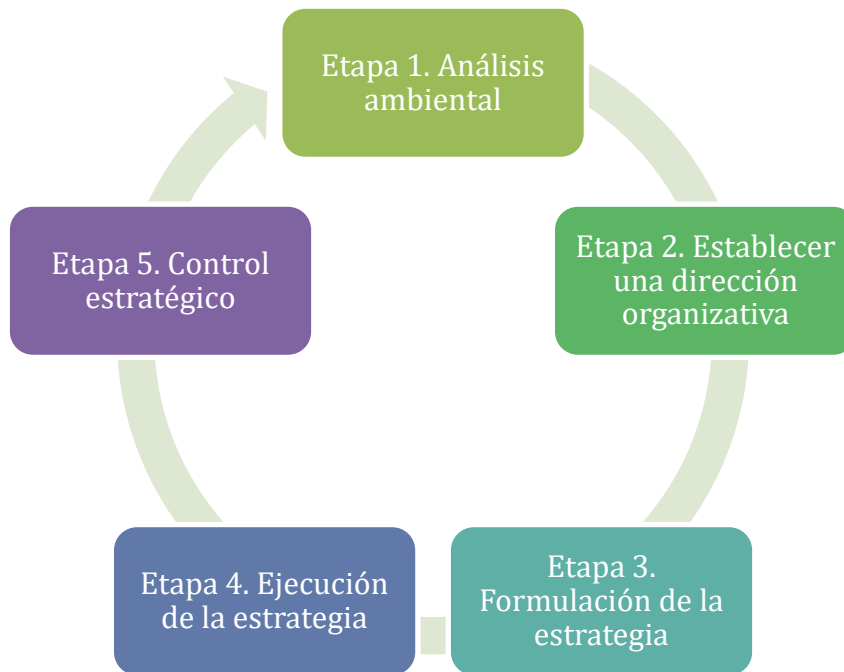 Etapa 1. Análisis
ambiental
Etapa 2. Establecer
una dirección
organizativa
Etapa 3.
Formulación de la
estrategia
Etapa 4. Ejecución
de la estrategia
Etapa 5. Control
estratégico